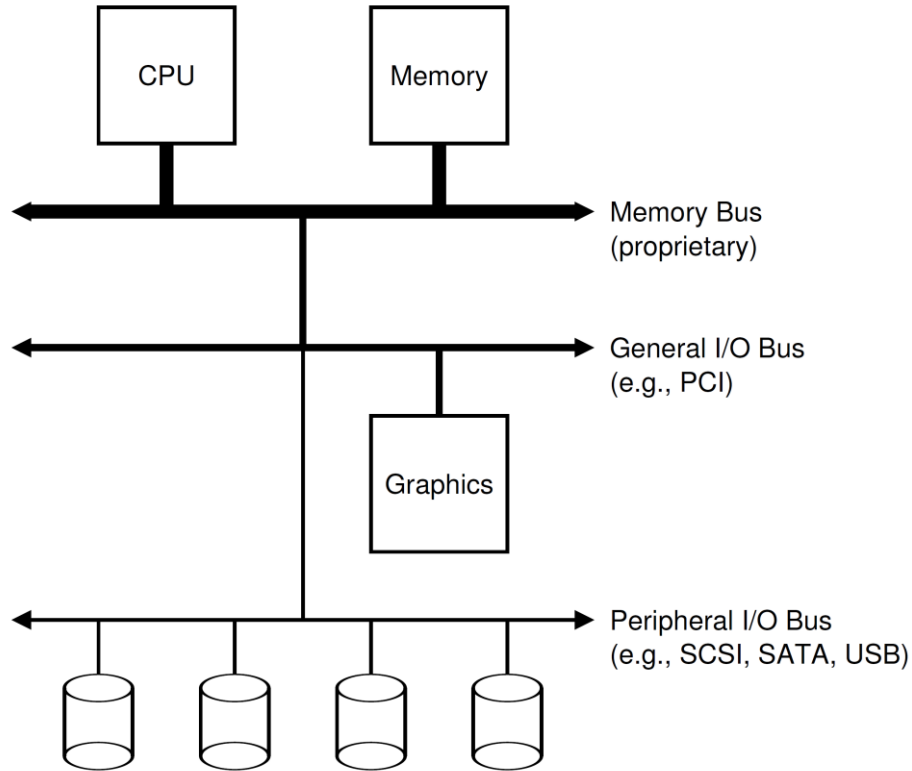 CPU
Memory
Memory Bus
(proprietary)
General I/O Bus
(e.g., PCI)
Graphics
Peripheral I/O Bus
(e.g., SCSI, SATA, USB)